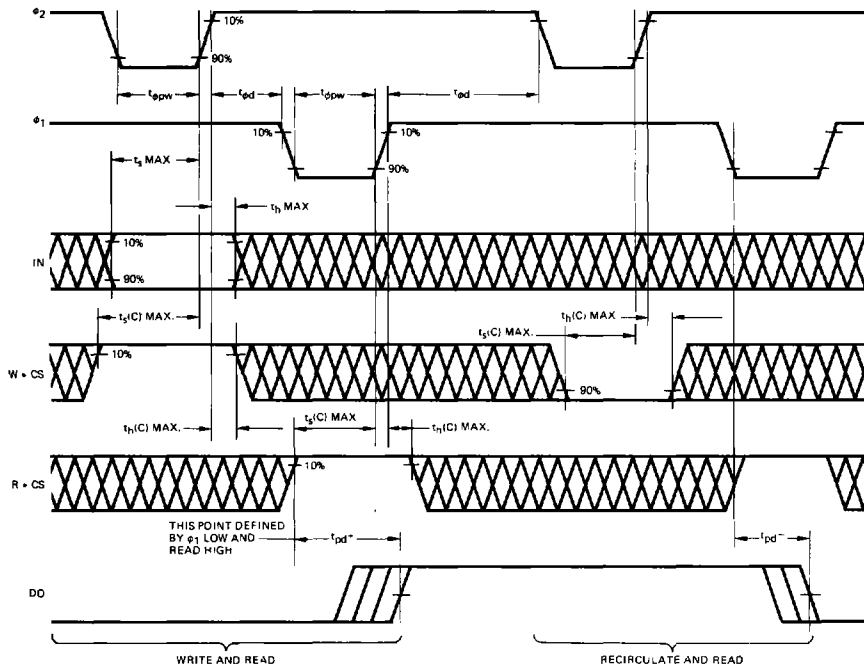 ϕ2
10%
90%
tϕpw
tϕd
tϕpw
tϕd
ϕ1
10%
10%
90%
ts MAX
th MAX
IN
10%
90%
ts(C) MAX.
th(C) MAX
ts(C) MAX.
W • CS
10%
90%
th(C) MAX.
ts(C) MAX
th(C) MAX.
R • CS
10%
THIS POINT DEFINED
BY ϕ1 LOW AND
READ HIGH
tpd+
tpd-
DO
WRITE AND READ
RECIRCULATE AND READ